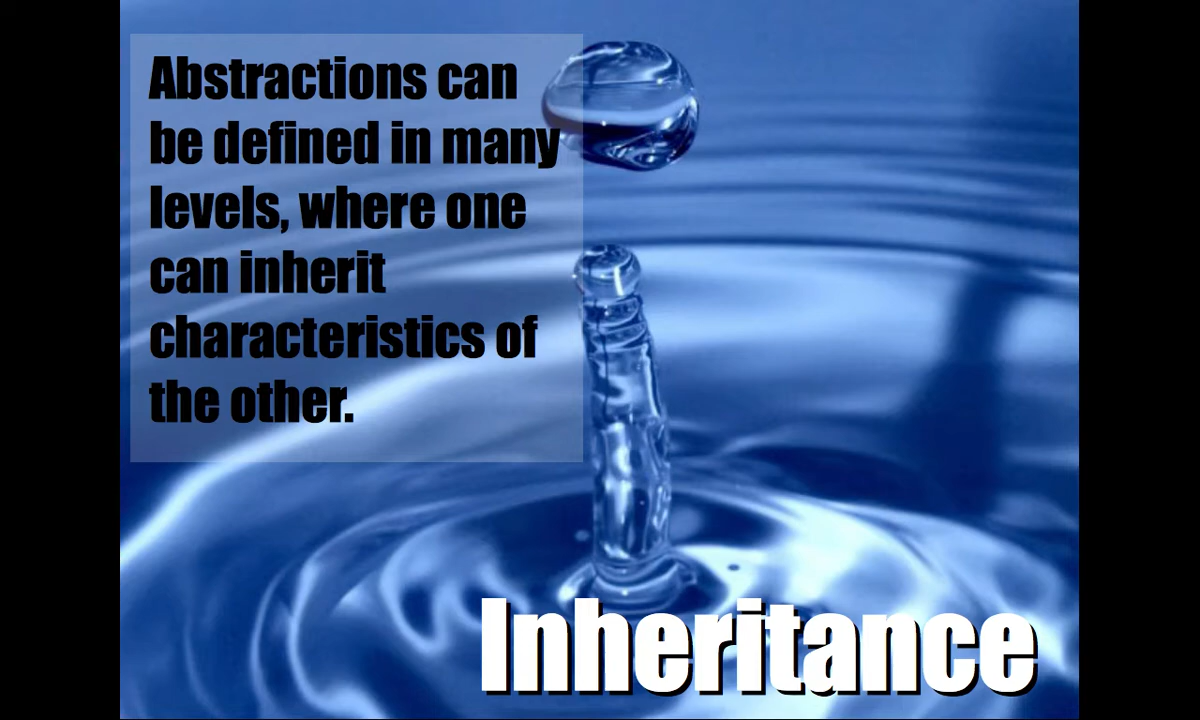 Abstractions can
be defined in many
levels, where one
can inherit
characteristics of
the other.
Inheritance